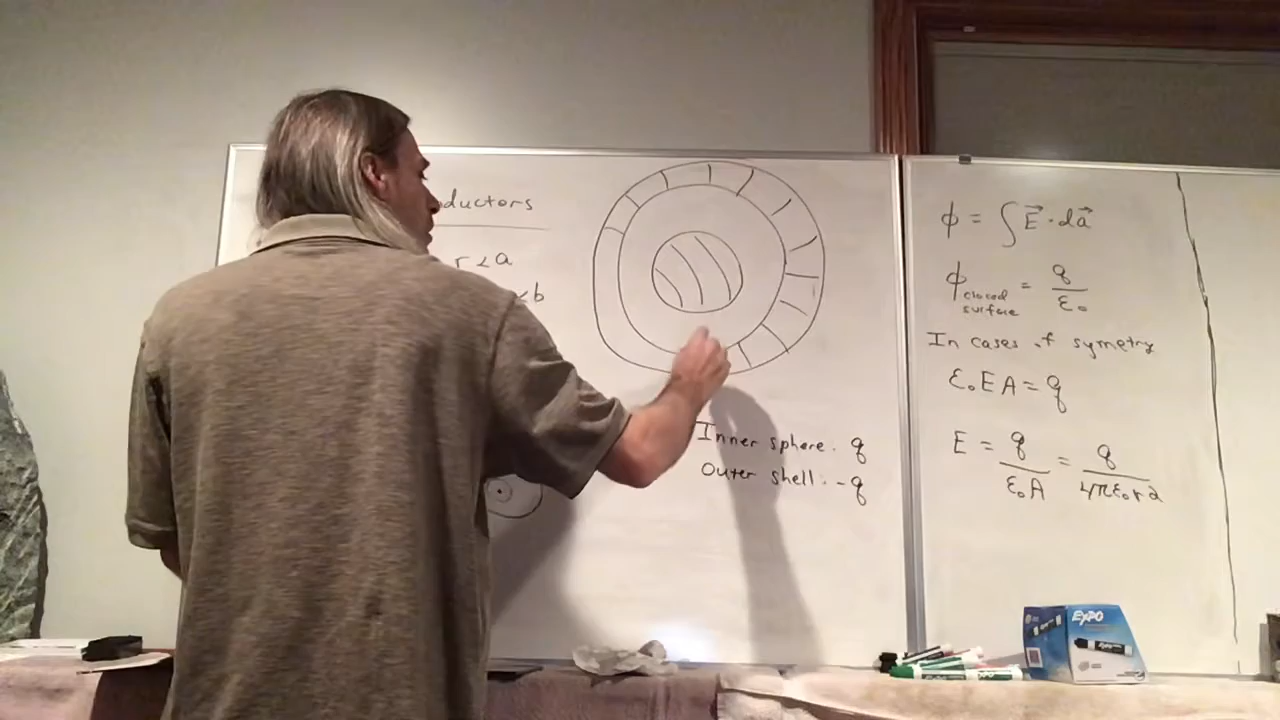 ductors
r < a
< b
Inner sphere: q
Outer shell: -q
ϕ = ∫ E⃗ · da⃗
ϕ closed surface = q / ε₀
In cases of symetry
ε₀ E A = q
E = q / ε₀A = q / 4πε₀r²
EXPO